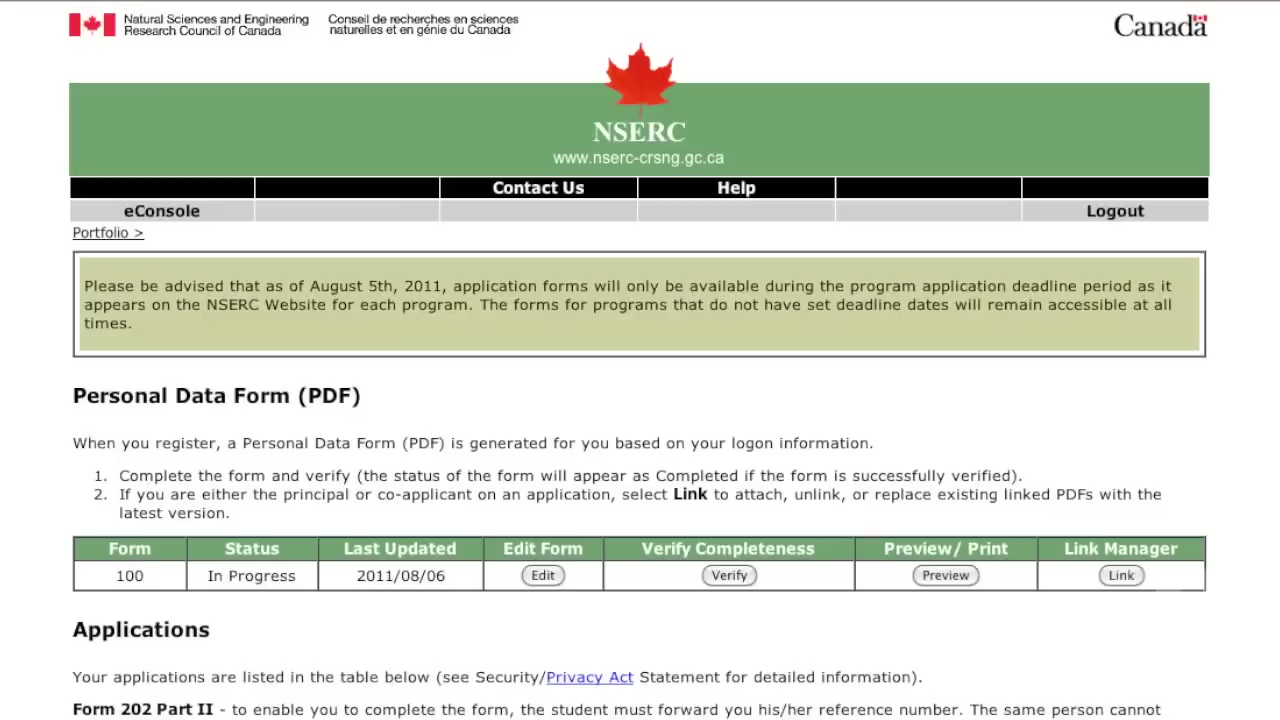 Natural Sciences and Engineering
Research Council of Canada
Conseil de recherches en sciences
naturelles et en génie du Canada
Canada
NSERC
www.nserc-crsng.gc.ca
Contact Us Help
eConsole Logout
Portfolio >
Please be advised that as of August 5th, 2011, application forms will only be available during the program application deadline period as it
appears on the NSERC Website for each program. The forms for programs that do not have set deadline dates will remain accessible at all
times.
Personal Data Form (PDF)
When you register, a Personal Data Form (PDF) is generated for you based on your logon information.
1. Complete the form and verify (the status of the form will appear as Completed if the form is successfully verified).
2. If you are either the principal or co-applicant on an application, select Link to attach, unlink, or replace existing linked PDFs with the
latest version.
Form Status Last Updated Edit Form Verify Completeness Preview/ Print Link Manager
100 In Progress 2011/08/06 Edit Verify Preview Link
Applications
Your applications are listed in the table below (see Security/Privacy Act Statement for detailed information).
Form 202 Part II - to enable you to complete the form, the student must forward you his/her reference number. The same person cannot